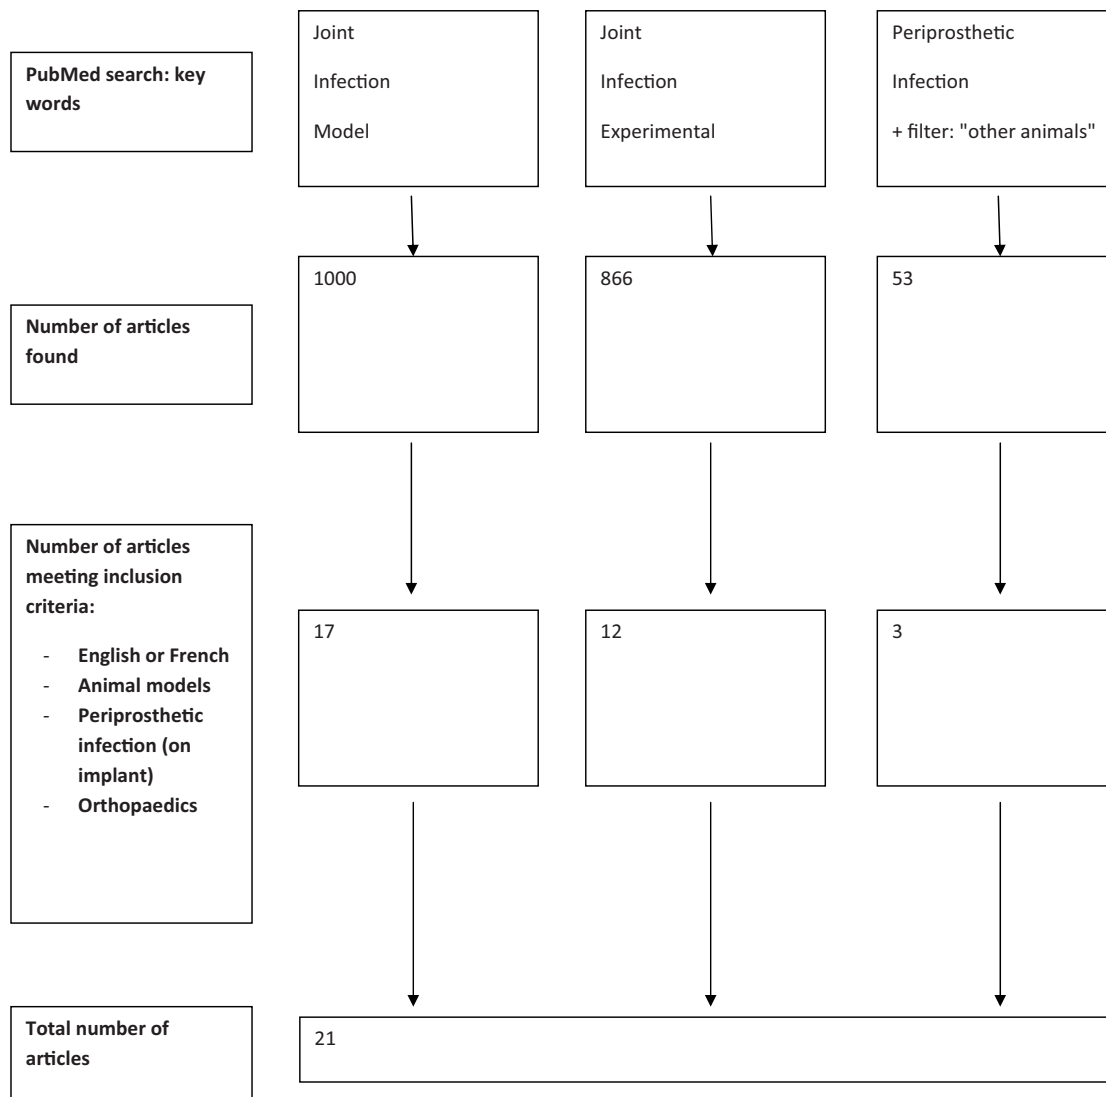 PubMed search: key
words
Joint
Infection
Model
Joint
Infection
Experimental
Periprosthetic
Infection
+ filter: "other animals"
Number of articles
found
1000
866
53
Number of articles
meeting inclusion
criteria:
- English or French
- Animal models
- Periprosthetic
infection (on
implant)
- Orthopaedics
17
12
3
Total number of
articles
21